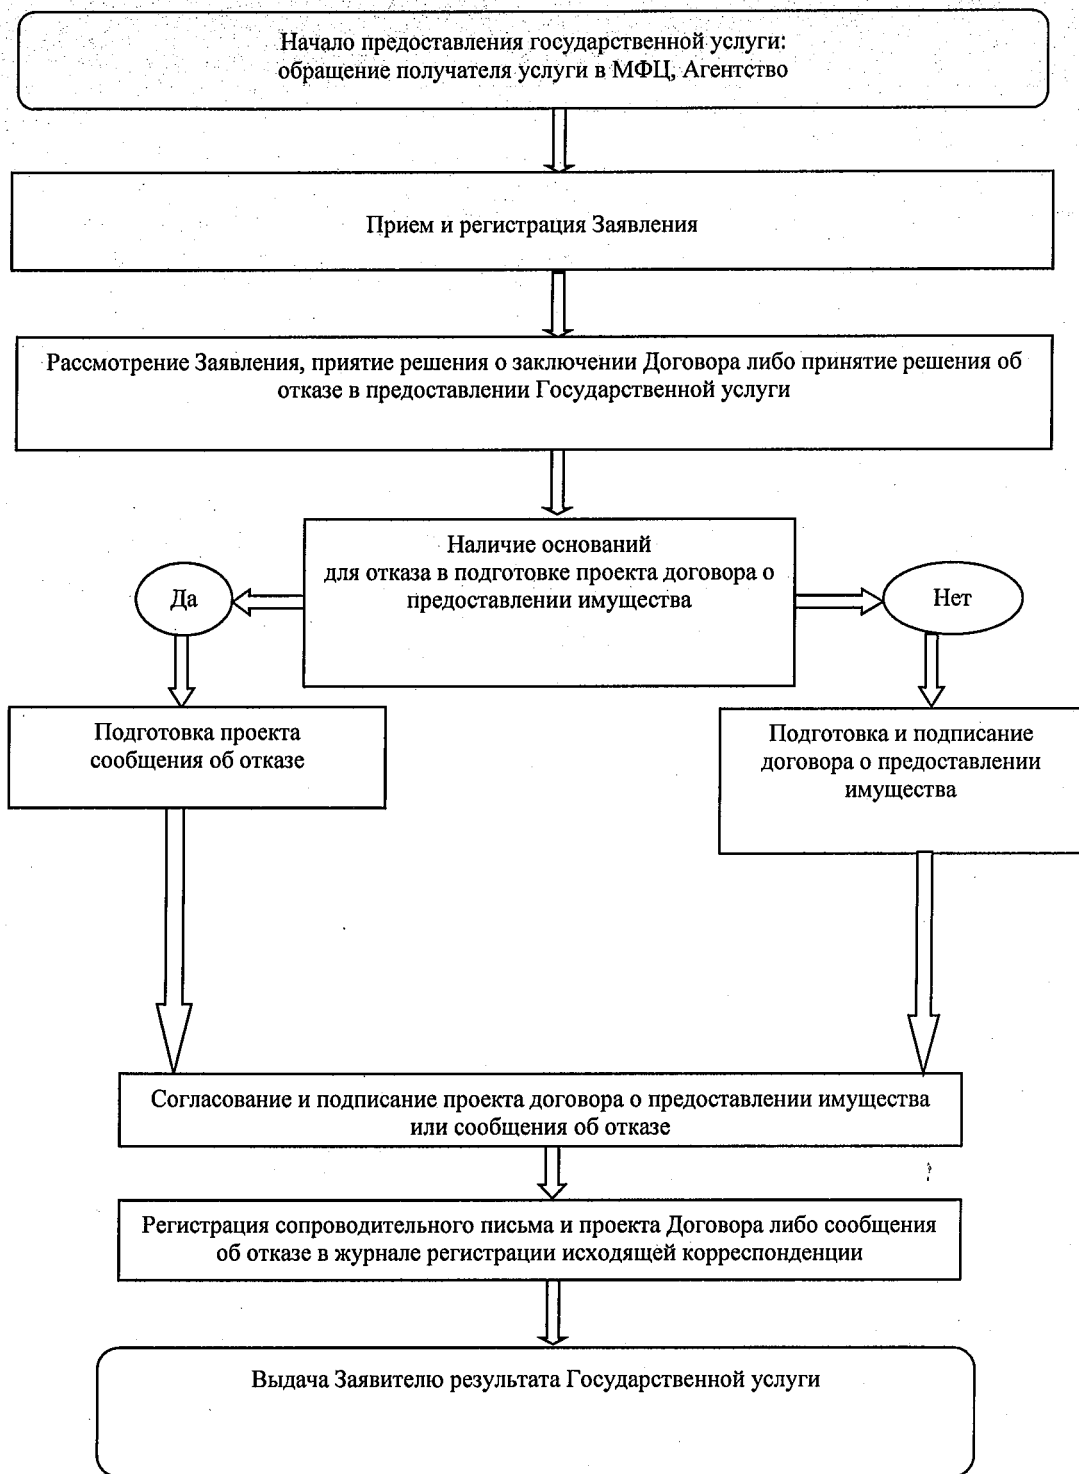 Начало предоставления государственной услуги:
обращение получателя услуги в МФЦ, Агентство
Прием и регистрация Заявления
Рассмотрение Заявления, приятие решения о заключении Договора либо принятие решения об
отказе в предоставлении Государственной услуги
Наличие оснований
для отказа в подготовке проекта договора о
предоставлении имущества
Да
Нет
Подготовка проекта
сообщения об отказе
Подготовка и подписание
договора о предоставлении
имущества
Согласование и подписание проекта договора о предоставлении имущества
или сообщения об отказе
Регистрация сопроводительного письма и проекта Договора либо сообщения
об отказе в журнале регистрации исходящей корреспонденции
Выдача Заявителю результата Государственной услуги